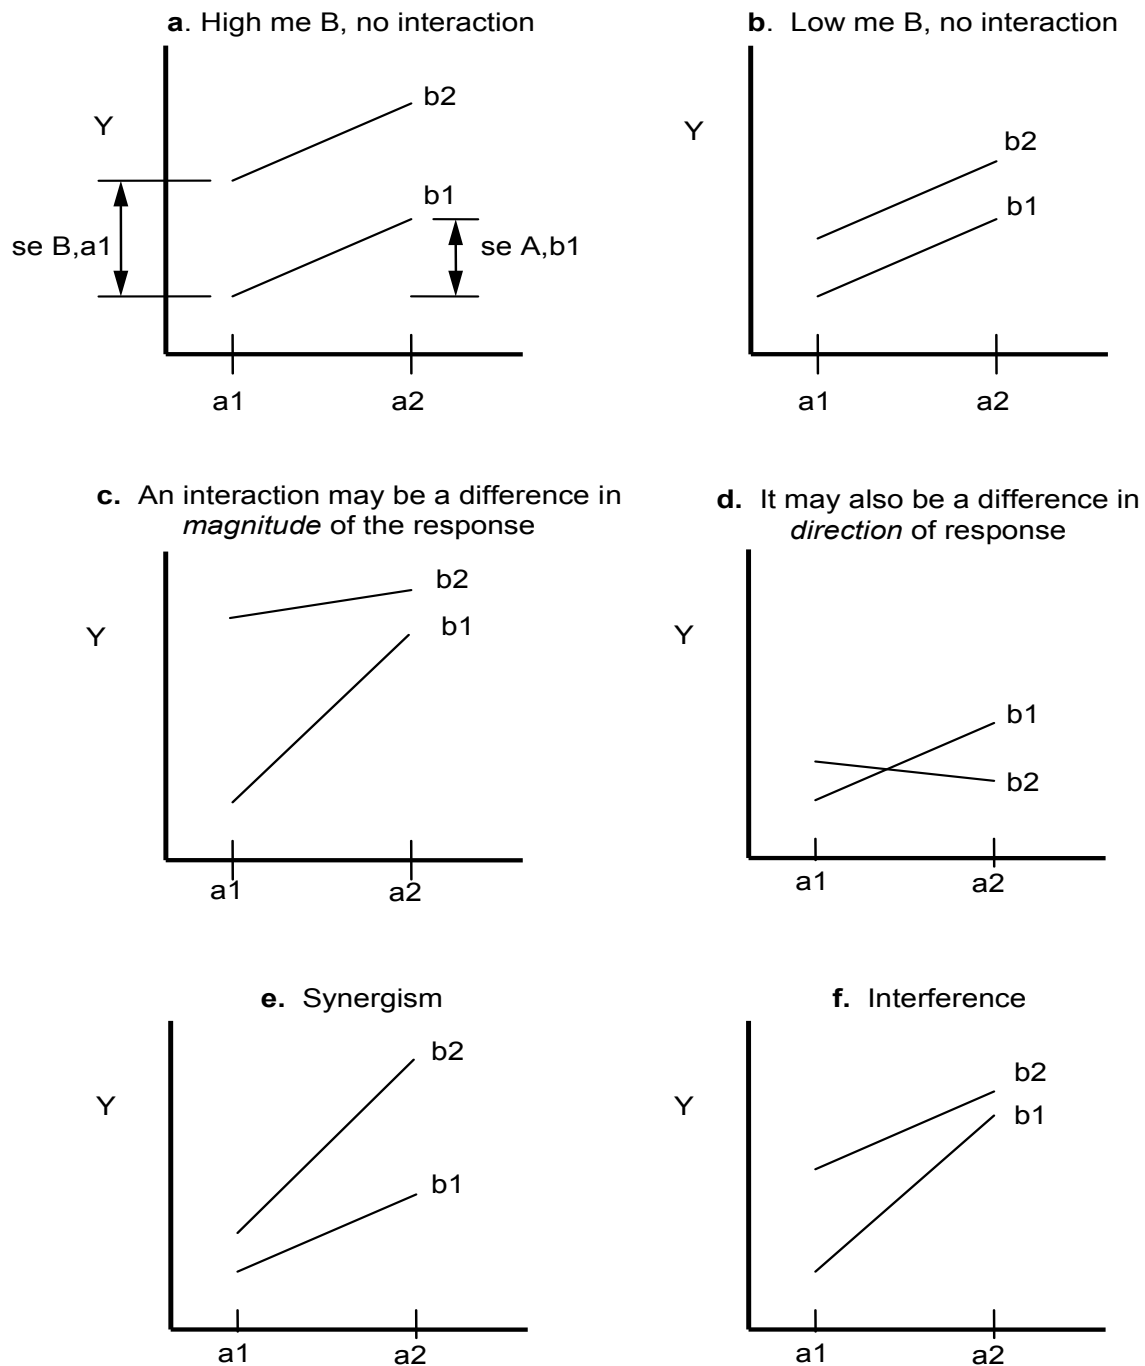 a. High me B, no interaction
Y
b2
b1
se B,a1
se A,b1
a1
a2
b. Low me B, no interaction
Y
b2
b1
a1
a2
c. An interaction may be a difference in
magnitude of the response
Y
b2
b1
a1
a2
d. It may also be a difference in
direction of response
Y
b1
b2
a1
a2
e. Synergism
Y
b2
b1
a1
a2
f. Interference
Y
b2
b1
a1
a2